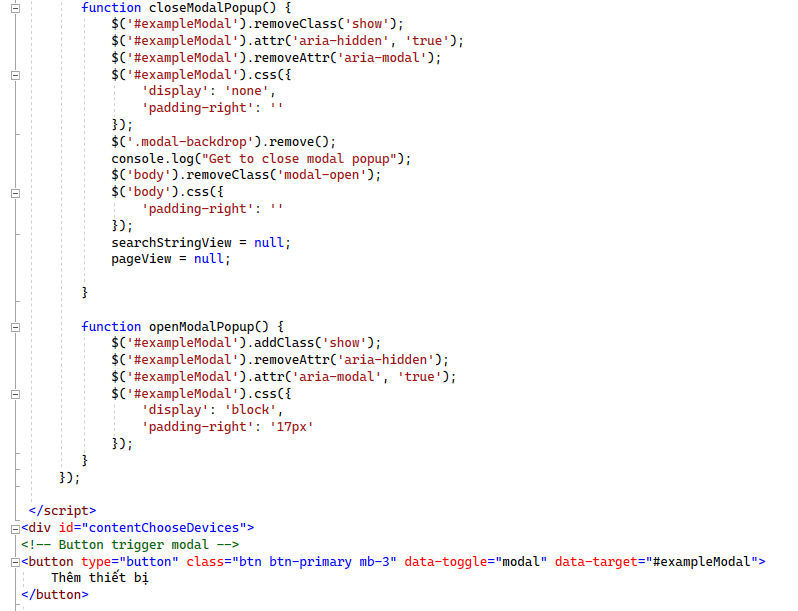 function closeModalPopup() {
$('#exampleModal').removeClass('show');
$('#exampleModal').attr('aria-hidden', 'true');
$('#exampleModal').removeAttr('aria-modal');
$('#exampleModal').css({
'display': 'none',
'padding-right': ''
});
$('.modal-backdrop').remove();
console.log("Get to close modal popup");
$('body').removeClass('modal-open');
$('body').css({
'padding-right': ''
});
searchStringView = null;
pageView = null;
}
function openModalPopup() {
$('#exampleModal').addClass('show');
$('#exampleModal').removeAttr('aria-hidden');
$('#exampleModal').attr('aria-modal', 'true');
$('#exampleModal').css({
'display': 'block',
'padding-right': '17px'
});
}
});
</script>
<div id="contentChooseDevices">
<!-- Button trigger modal -->
<button type="button" class="btn btn-primary mb-3" data-toggle="modal" data-target="#exampleModal">
Thêm thiết bị
</button>